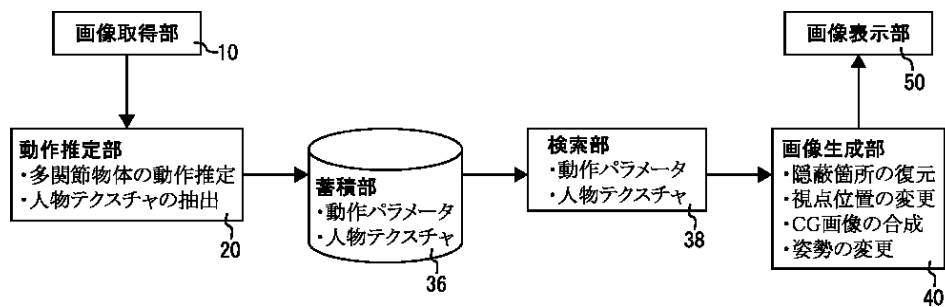 画像取得部
10
画像表示部
50
動作推定部
・多関節物体の動作推定
・人物テクスチャの抽出
20
蓄積部
・動作パラメータ
・人物テクスチャ
36
検索部
・動作パラメータ
・人物テクスチャ
38
画像生成部
・隠蔽箇所の復元
・視点位置の変更
・CG画像の合成
・姿勢の変更
40